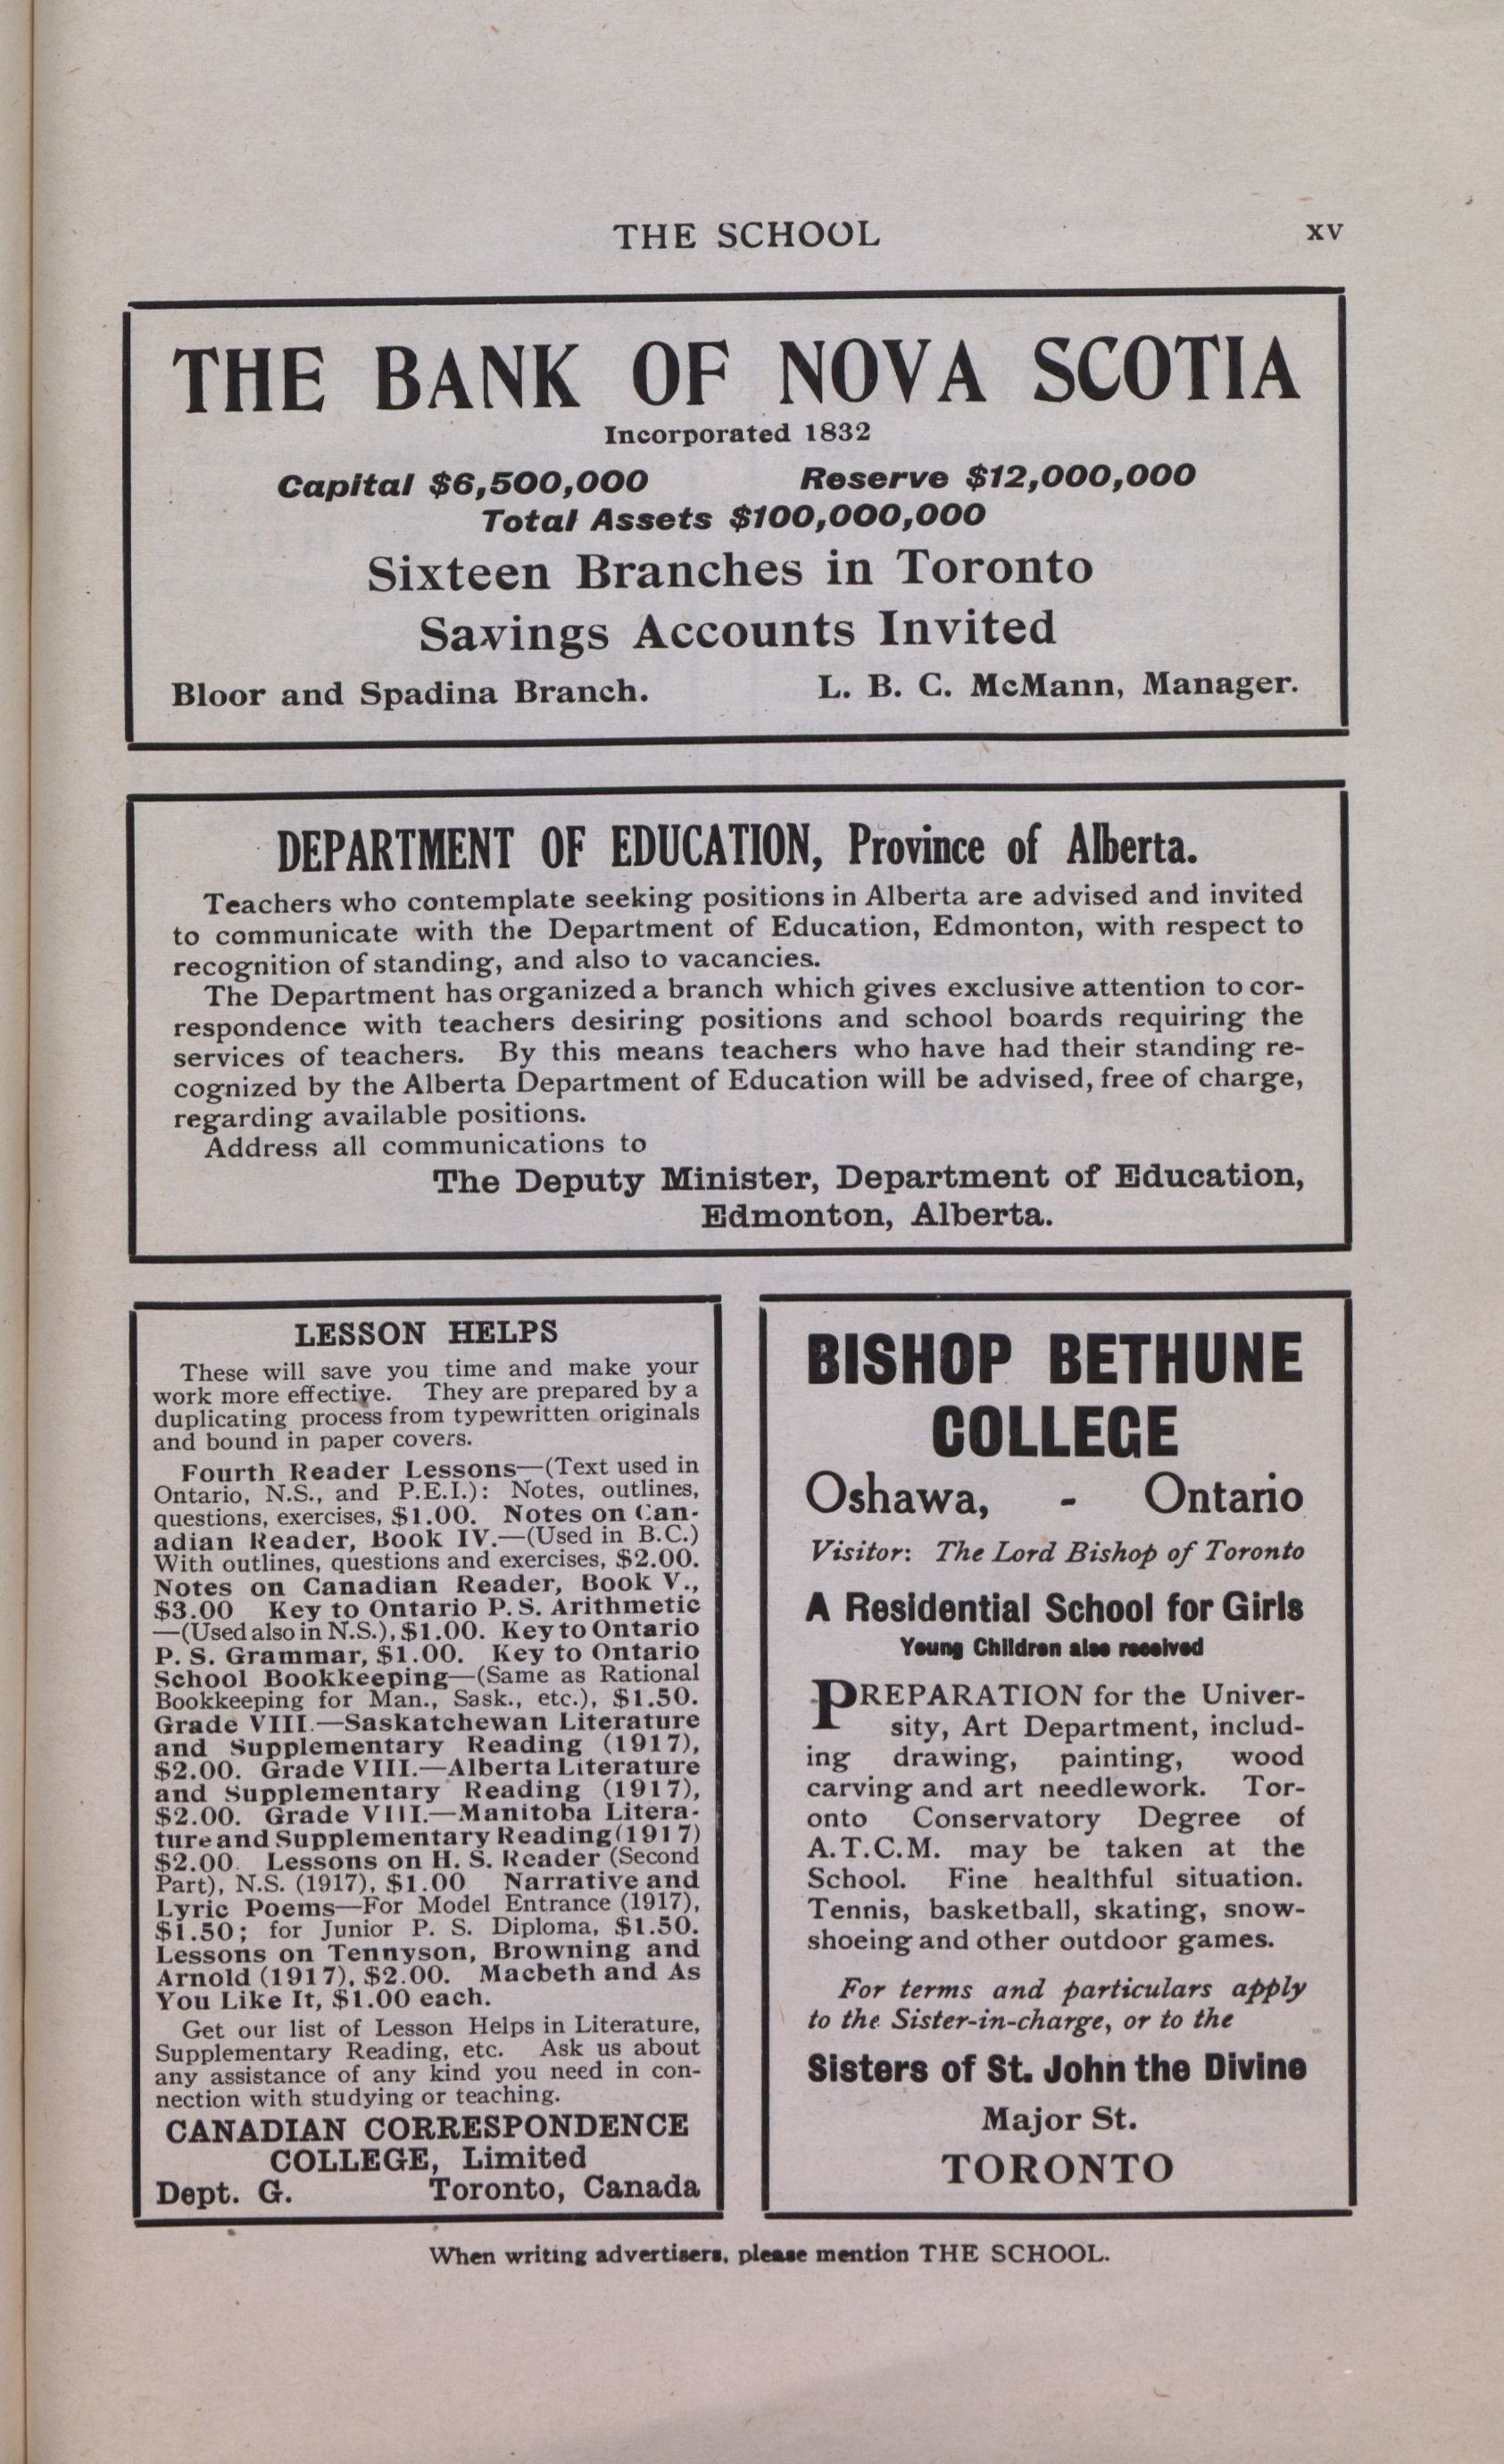 THE SCHOOL
xv
THE BANK OF NOVA SCOTIA
Incorporated 1832
Capital $6,500,000 Reserve $12,000,000
Total Assets $100,000,000
Sixteen Branches in Toronto
Savings Accounts Invited
Bloor and Spadina Branch. L. B. C. McMann, Manager.
DEPARTMENT OF EDUCATION, Province of Alberta.
Teachers who contemplate seeking positions in Alberta are advised and invited
to communicate with the Department of Education, Edmonton, with respect to
recognition of standing, and also to vacancies.
The Department has organized a branch which gives exclusive attention to cor-
respondence with teachers desiring positions and school boards requiring the
services of teachers. By this means teachers who have had their standing re-
cognized by the Alberta Department of Education will be advised, free of charge,
regarding available positions.
Address all communications to
The Deputy Minister, Department of Education,
Edmonton, Alberta.
LESSON HELPS
These will save you time and make your
work more effective. They are prepared by a
duplicating process from typewritten originals
and bound in paper covers.
Fourth Reader Lessons—(Text used in
Ontario, N.S., and P.E.I.): Notes, outlines,
questions, exercises, $1.00. Notes on Can-
adian Reader, Book IV.—(Used in B.C.)
With outlines, questions and exercises, $2.00.
Notes on Canadian Reader, Book V.,
$3.00 Key to Ontario P. S. Arithmetic
—(Used also in N.S.), $1.00. Key to Ontario
P. S. Grammar, $1.00. Key to Ontario
School Bookkeeping—(Same as Rational
Bookkeeping for Man., Sask., etc.), $1.50.
Grade VIII.—Saskatchewan Literature
and Supplementary Reading (1917),
$2.00. Grade VIII.—Alberta Literature
and Supplementary Reading (1917),
$2.00. Grade VIII.—Manitoba Litera-
ture and Supplementary Reading (1917)
$2.00. Lessons on H. S. Reader (Second
Part), N.S. (1917), $1.00 Narrative and
Lyric Poems—For Model Entrance (1917),
$1.50; for Junior P. S. Diploma, $1.50.
Lessons on Tennyson, Browning and
Arnold (1917), $2.00. Macbeth and As
You Like It, $1.00 each.
Get our list of Lesson Helps in Literature,
Supplementary Reading, etc. Ask us about
any assistance of any kind you need in con-
nection with studying or teaching.
CANADIAN CORRESPONDENCE
COLLEGE, Limited
Dept. G. Toronto, Canada
BISHOP BETHUNE
COLLEGE
Oshawa, - Ontario
Visitor: The Lord Bishop of Toronto
A Residential School for Girls
Young Children also received
PREPARATION for the Univer-
sity, Art Department, includ-
ing drawing, painting, wood
carving and art needlework. Tor-
onto Conservatory Degree of
A.T.C.M. may be taken at the
School. Fine healthful situation.
Tennis, basketball, skating, snow-
shoeing and other outdoor games.
For terms and particulars apply
to the Sister-in-charge, or to the
Sisters of St. John the Divine
Major St.
TORONTO
When writing advertisers, please mention THE SCHOOL.